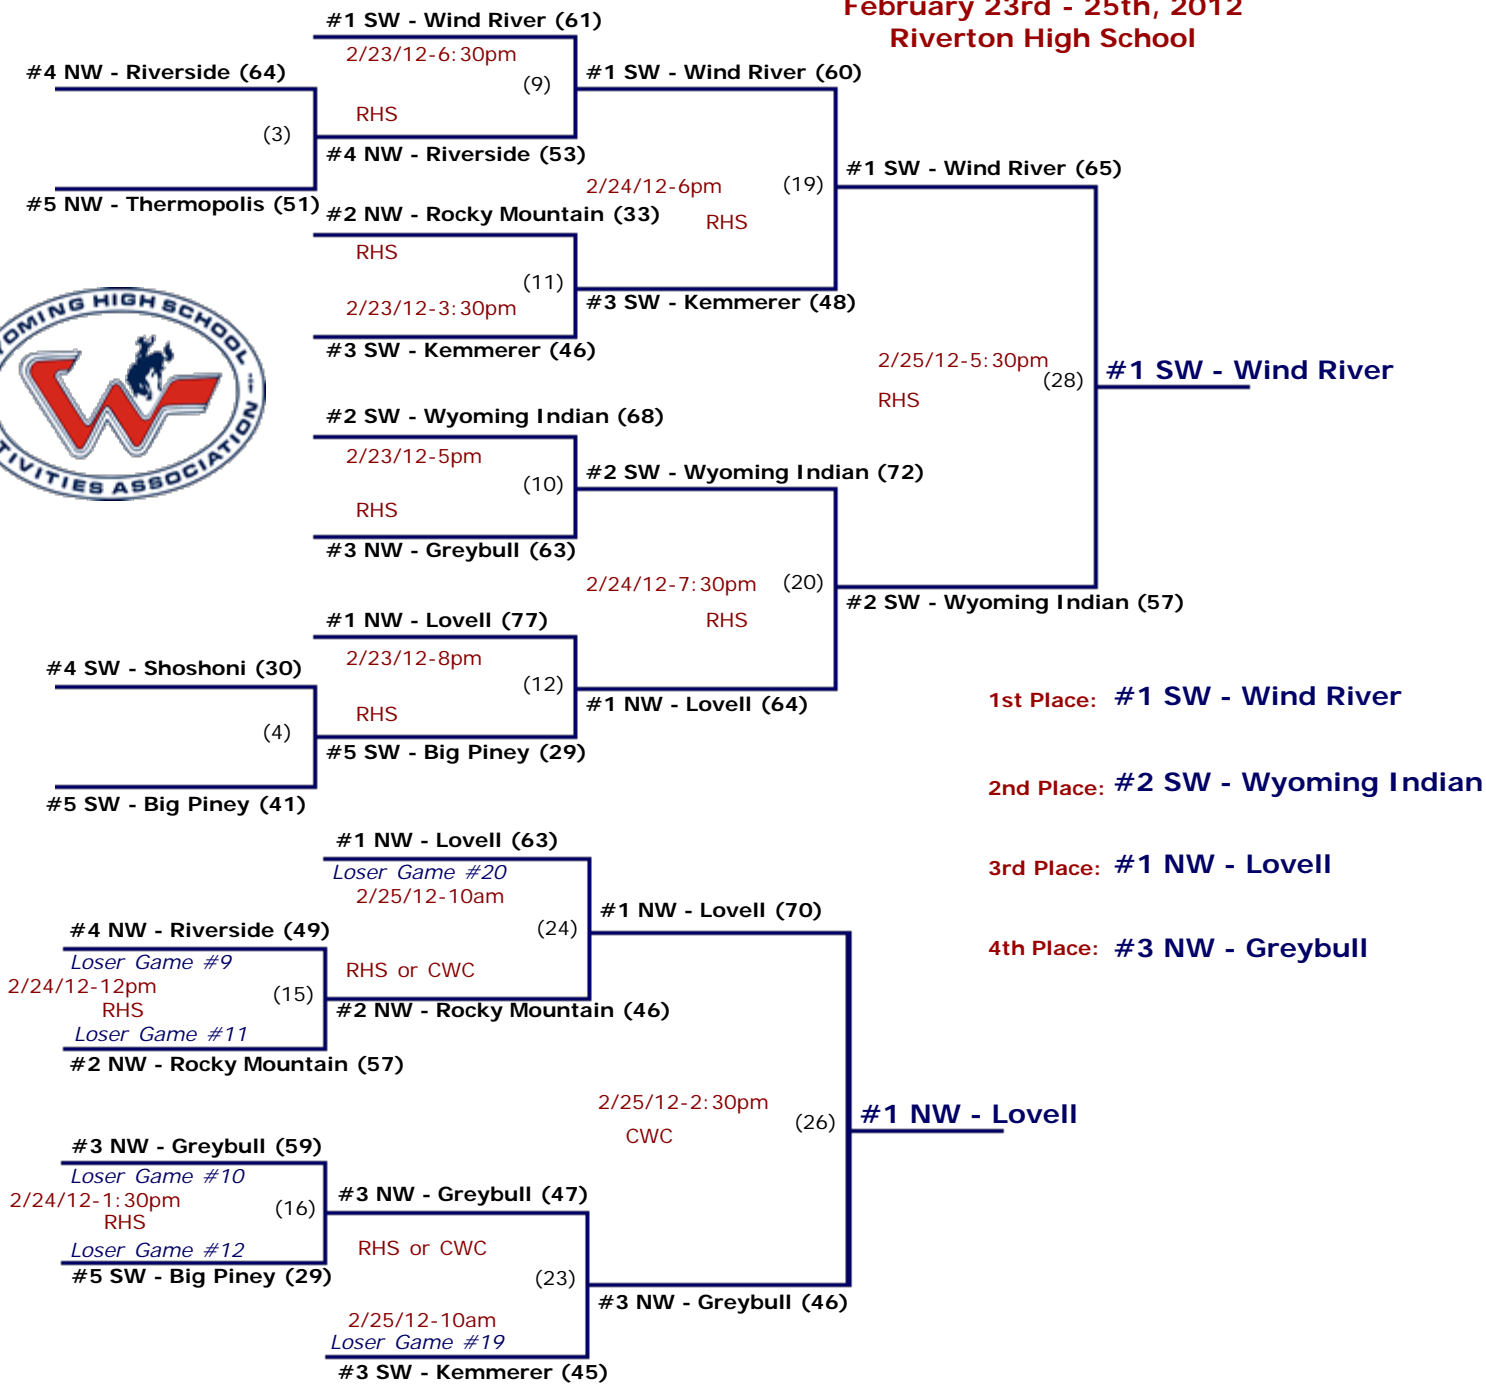 February 23rd - 25th, 2012
Riverton High School
#1 SW - Wind River (61)
2/23/12-6:30pm
(9)
RHS
#4 NW - Riverside (64)
(3)
#5 NW - Thermopolis (51)
#4 NW - Riverside (53)
#1 SW - Wind River (60)
2/24/12-6pm
(19)
RHS
#2 NW - Rocky Mountain (33)
RHS
(11)
2/23/12-3:30pm
#3 SW - Kemmerer (46)
#3 SW - Kemmerer (48)
#1 SW - Wind River (65)
2/25/12-5:30pm
(28)
RHS
#1 SW - Wind River
OMING HIGH SCHOOL
TIVITIES ASSOCIATION
W
#2 SW - Wyoming Indian (68)
2/23/12-5pm
(10)
RHS
#3 NW - Greybull (63)
#2 SW - Wyoming Indian (72)
2/24/12-7:30pm
(20)
RHS
#2 SW - Wyoming Indian (57)
#1 NW - Lovell (77)
2/23/12-8pm
(12)
RHS
#4 SW - Shoshoni (30)
(4)
#5 SW - Big Piney (41)
#5 SW - Big Piney (29)
#1 NW - Lovell (64)
1st Place: #1 SW - Wind River
2nd Place: #2 SW - Wyoming Indian
3rd Place: #1 NW - Lovell
4th Place: #3 NW - Greybull
#1 NW - Lovell (63)
Loser Game #20
2/25/12-10am
(24)
RHS or CWC
#2 NW - Rocky Mountain (46)
#1 NW - Lovell (70)
#4 NW - Riverside (49)
Loser Game #9
2/24/12-12pm
(15)
RHS
Loser Game #11
#2 NW - Rocky Mountain (57)
2/25/12-2:30pm
(26)
CWC
#1 NW - Lovell
#3 NW - Greybull (59)
Loser Game #10
2/24/12-1:30pm
(16)
RHS
Loser Game #12
#5 SW - Big Piney (29)
#3 NW - Greybull (47)
RHS or CWC
(23)
2/25/12-10am
Loser Game #19
#3 SW - Kemmerer (45)
#3 NW - Greybull (46)